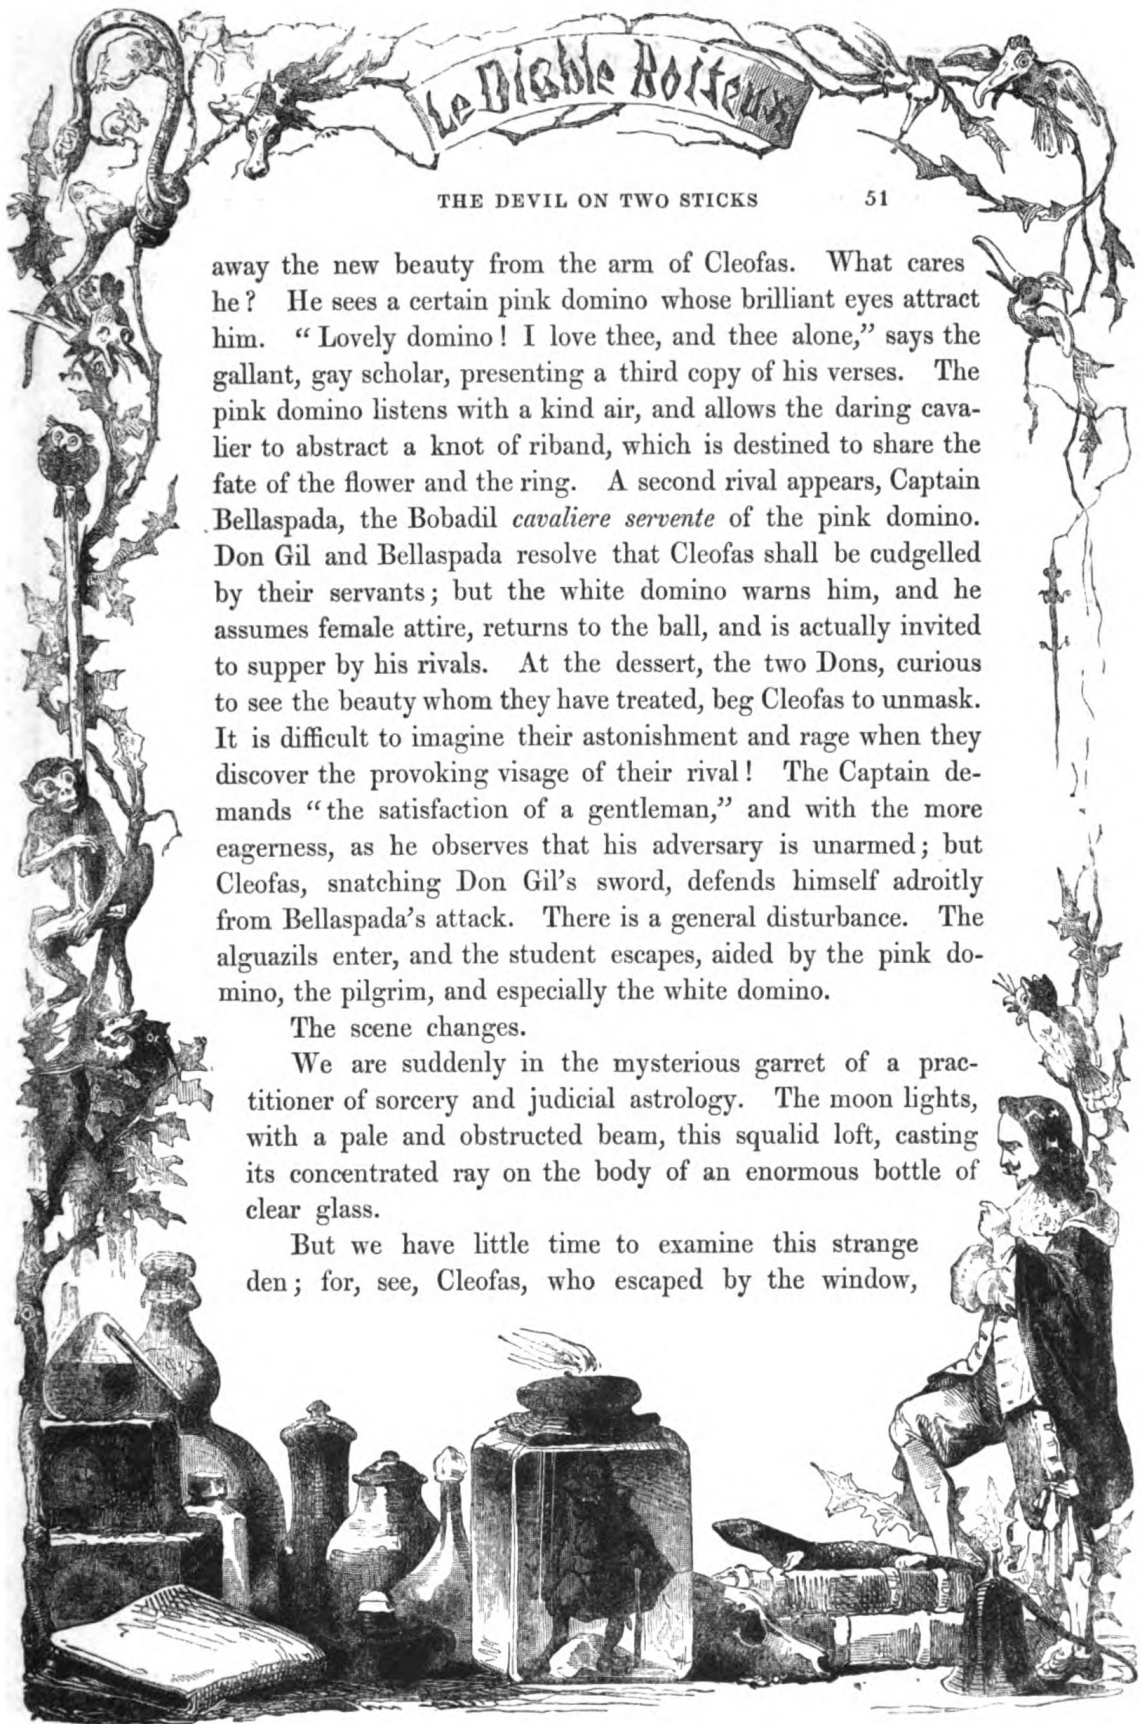 Le Diable Boiteux
THE DEVIL ON TWO STICKS 51
away the new beauty from the arm of Cleofas. What cares
he? He sees a certain pink domino whose brilliant eyes attract
him. “Lovely domino! I love thee, and thee alone,” says the
gallant, gay scholar, presenting a third copy of his verses. The
pink domino listens with a kind air, and allows the daring cava-
lier to abstract a knot of riband, which is destined to share the
fate of the flower and the ring. A second rival appears, Captain
Bellaspada, the Bobadil cavaliere servente of the pink domino.
Don Gil and Bellaspada resolve that Cleofas shall be cudgelled
by their servants; but the white domino warns him, and he
assumes female attire, returns to the ball, and is actually invited
to supper by his rivals. At the dessert, the two Dons, curious
to see the beauty whom they have treated, beg Cleofas to unmask.
It is difficult to imagine their astonishment and rage when they
discover the provoking visage of their rival! The Captain de-
mands “the satisfaction of a gentleman,” and with the more
eagerness, as he observes that his adversary is unarmed; but
Cleofas, snatching Don Gil’s sword, defends himself adroitly
from Bellaspada’s attack. There is a general disturbance. The
alguazils enter, and the student escapes, aided by the pink do-
mino, the pilgrim, and especially the white domino.
The scene changes.
We are suddenly in the mysterious garret of a prac-
titioner of sorcery and judicial astrology. The moon lights,
with a pale and obstructed beam, this squalid loft, casting
its concentrated ray on the body of an enormous bottle of
clear glass.
But we have little time to examine this strange
den; for, see, Cleofas, who escaped by the window,